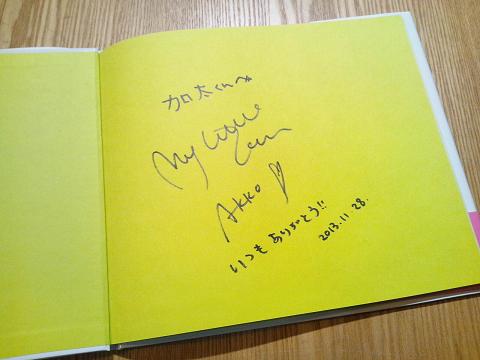 加太くんへ
My Little
Lover
AKKO ♡
いつもありがとう!!
2013.11.28.